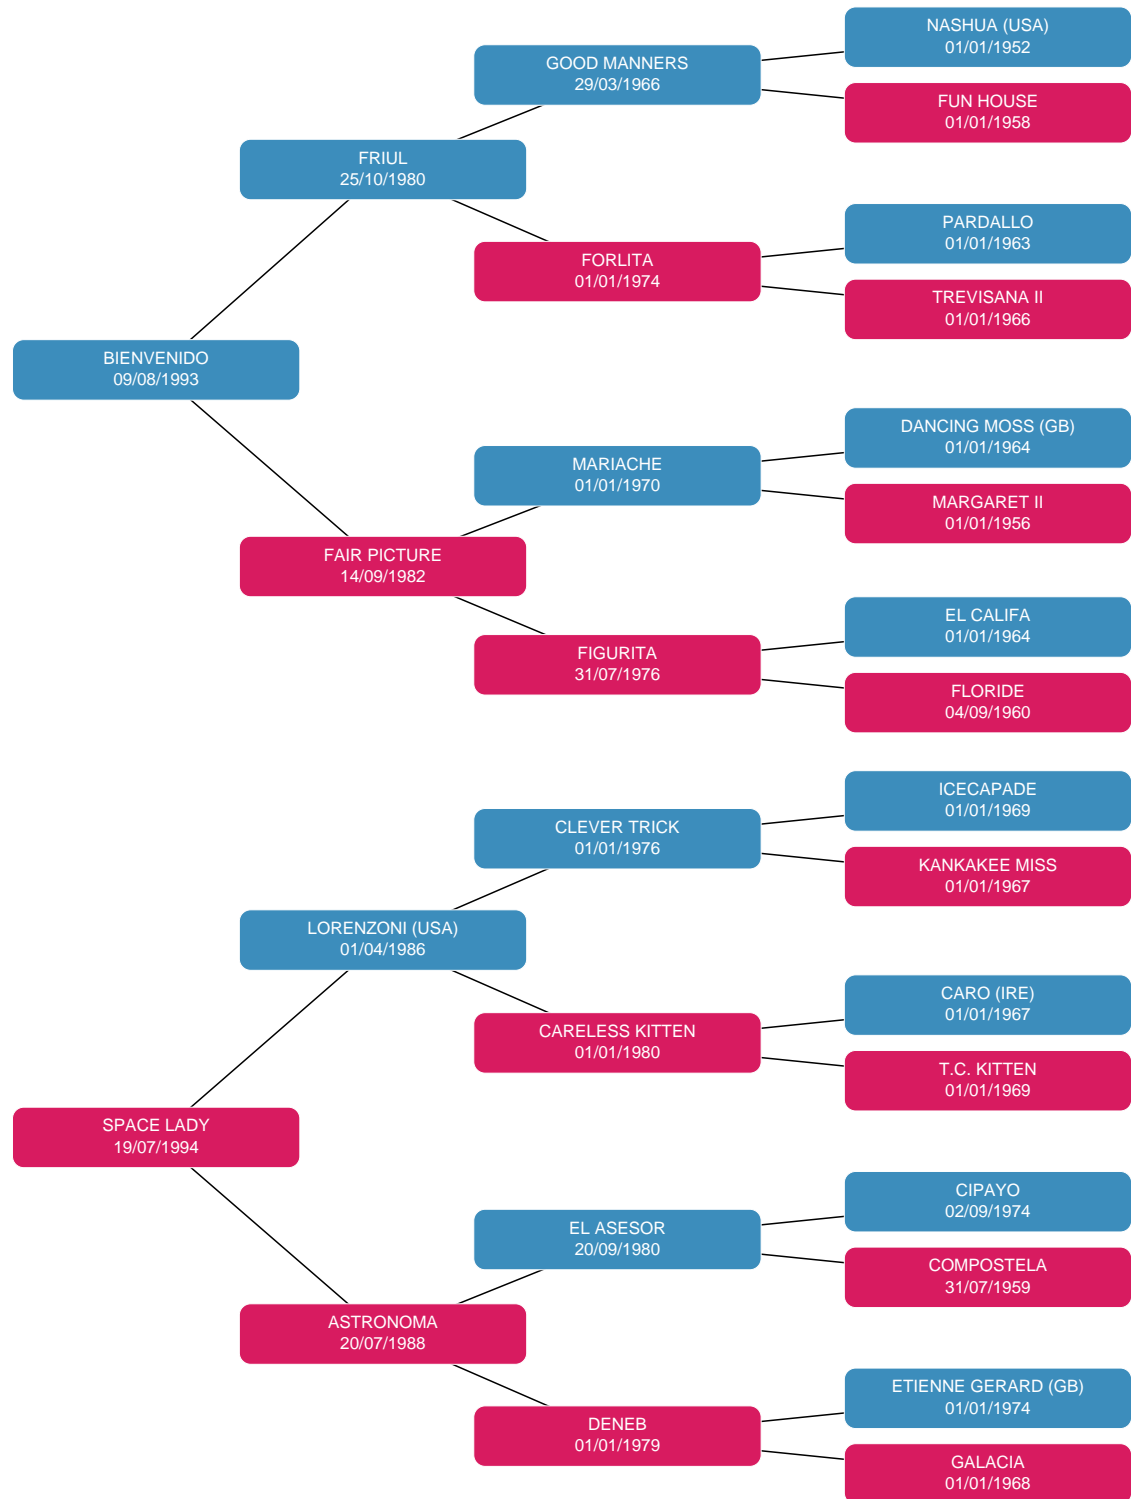 NASHUA (USA)
01/01/1952
GOOD MANNERS
29/03/1966
FUN HOUSE
01/01/1958
FRIUL
25/10/1980
PARDALLO
01/01/1963
FORLITA
01/01/1974
TREVISANA II
01/01/1966
BIENVENIDO
09/08/1993
DANCING MOSS (GB)
01/01/1964
MARIACHE
01/01/1970
MARGARET II
01/01/1956
FAIR PICTURE
14/09/1982
EL CALIFA
01/01/1964
FIGURITA
31/07/1976
FLORIDE
04/09/1960
ICECAPADE
01/01/1969
CLEVER TRICK
01/01/1976
KANKAKEE MISS
01/01/1967
LORENZONI (USA)
01/04/1986
CARO (IRE)
01/01/1967
CARELESS KITTEN
01/01/1980
T.C. KITTEN
01/01/1969
SPACE LADY
19/07/1994
CIPAYO
02/09/1974
EL ASESOR
20/09/1980
COMPOSTELA
31/07/1959
ASTRONOMA
20/07/1988
ETIENNE GERARD (GB)
01/01/1974
DENEB
01/01/1979
GALACIA
01/01/1968